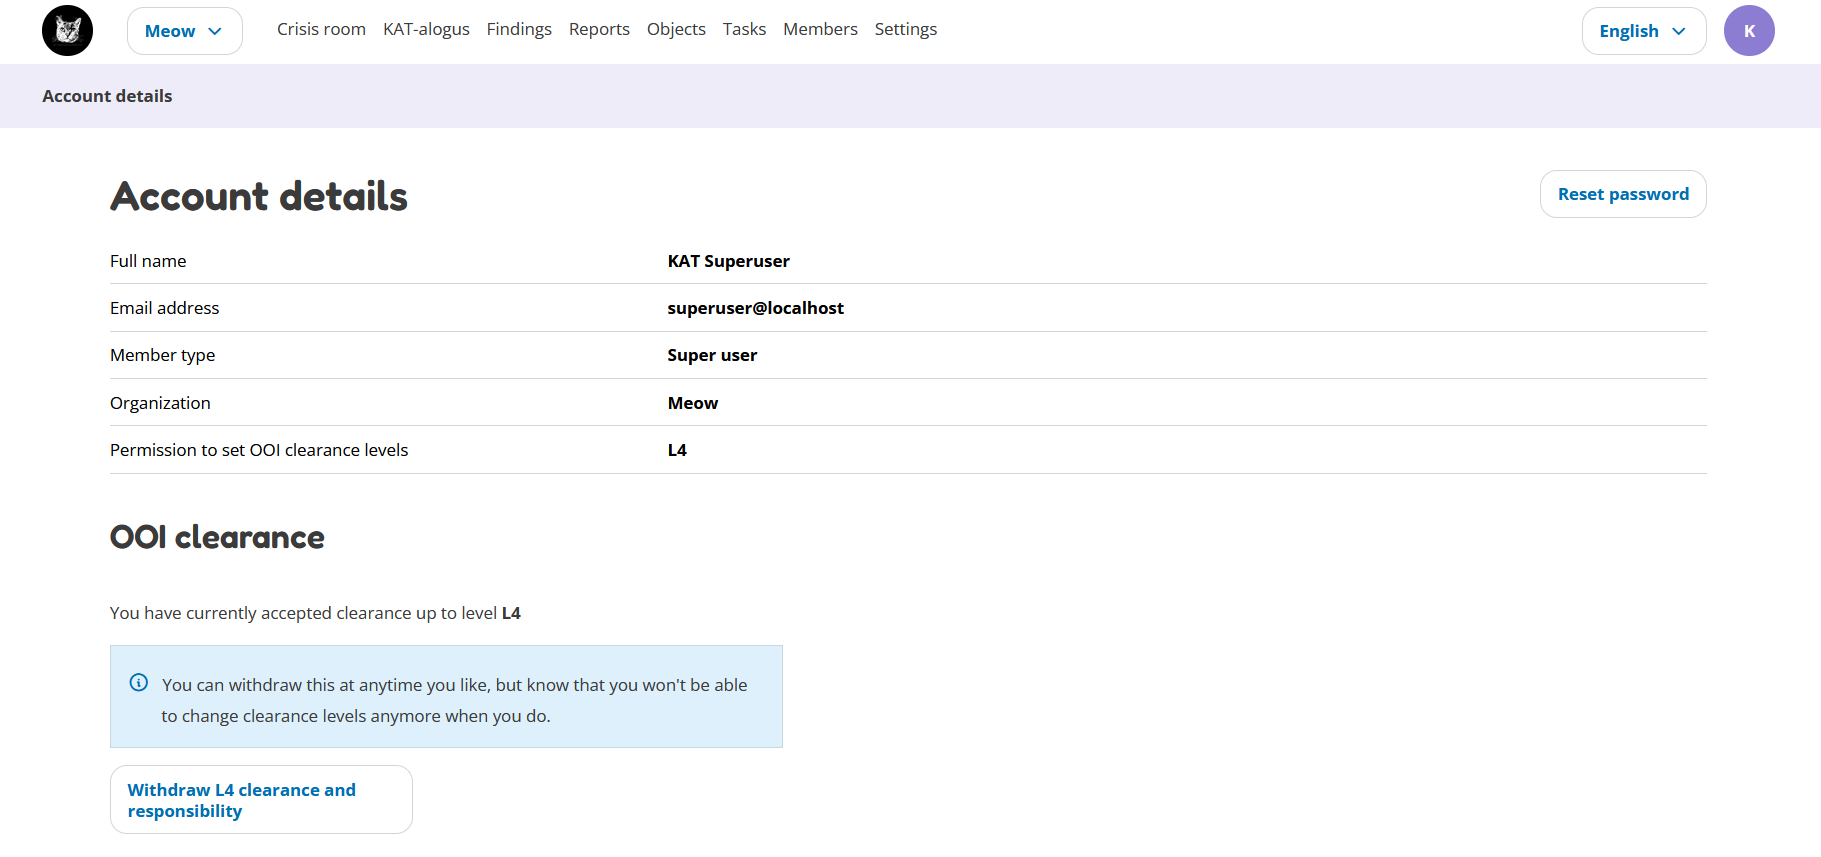 Meow
Crisis room KAT-alogus Findings Reports Objects Tasks Members Settings
English
K
Account details
Account details
Reset password
Full name KAT Superuser
Email address superuser@localhost
Member type Super user
Organization Meow
Permission to set OOI clearance levels L4
OOI clearance
You have currently accepted clearance up to level L4
You can withdraw this at anytime you like, but know that you won't be able
to change clearance levels anymore when you do.
Withdraw L4 clearance and
responsibility